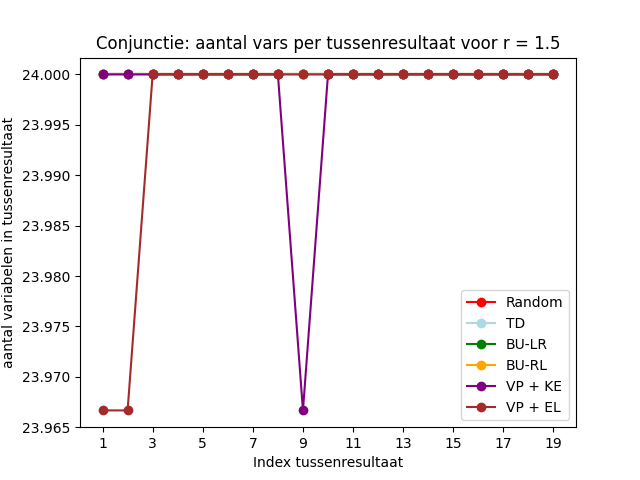 Conjunctie: aantal vars per tussenresultaat voor r = 1.5
aantal variabelen in tussenresultaat
24.000
23.995
23.990
23.985
23.980
23.975
23.970
23.965
Random
TD
BU-LR
BU-RL
VP + KE
VP + EL
1 3 5 7 9 11 13 15 17 19
Index tussenresultaat